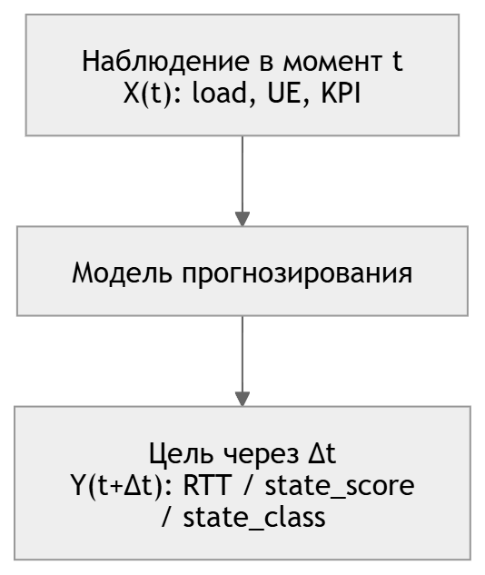 Наблюдение в момент t
X(t): load, UE, KPI
Модель прогнозирования
Цель через Δt
Y(t+Δt): RTT / state_score
/ state_class